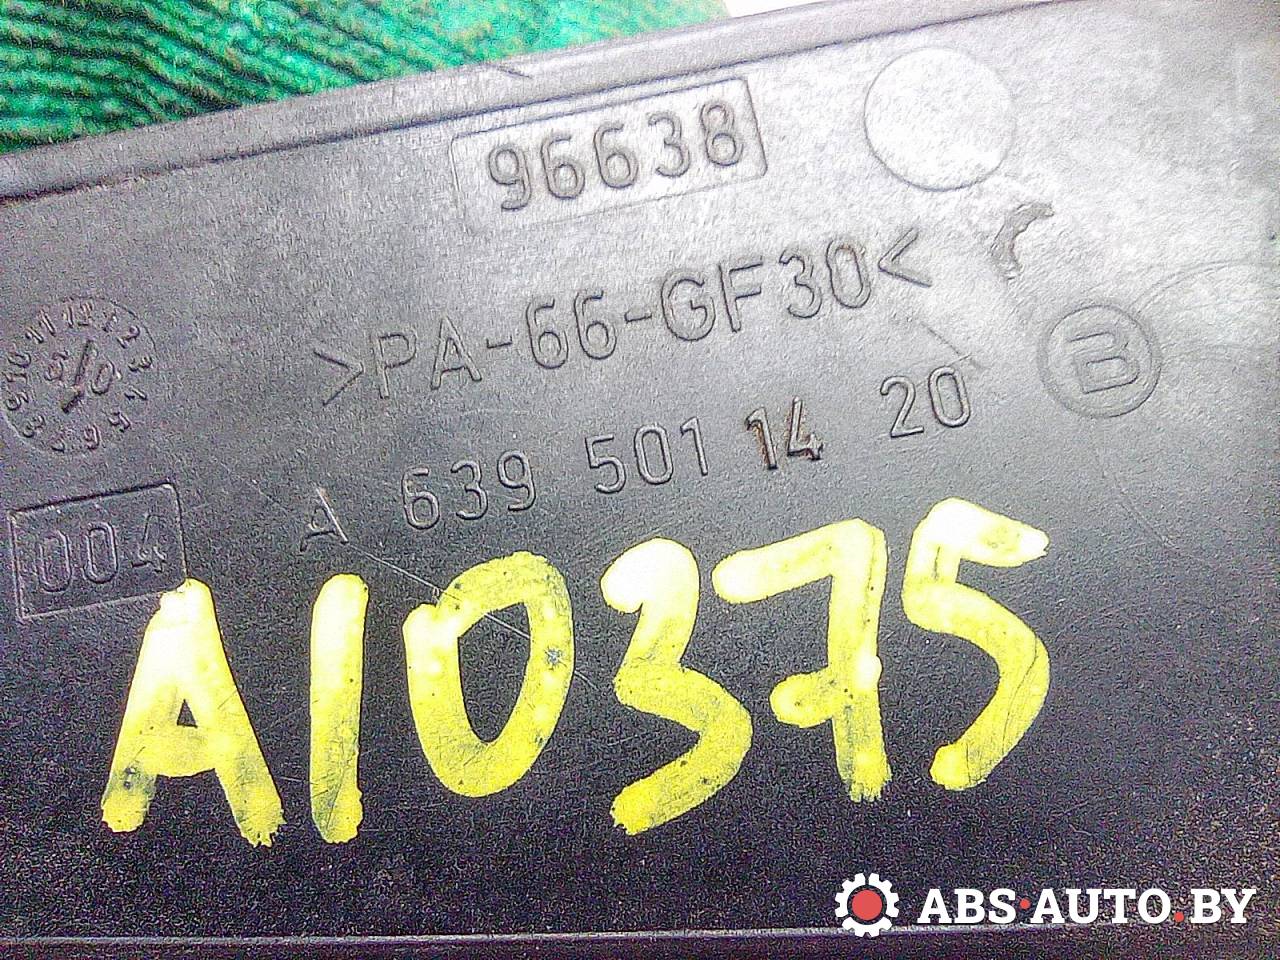 96638
>PA-66-GF30<
B
A 639 501 14 20
004
A10375
ABS·AUTO.BY